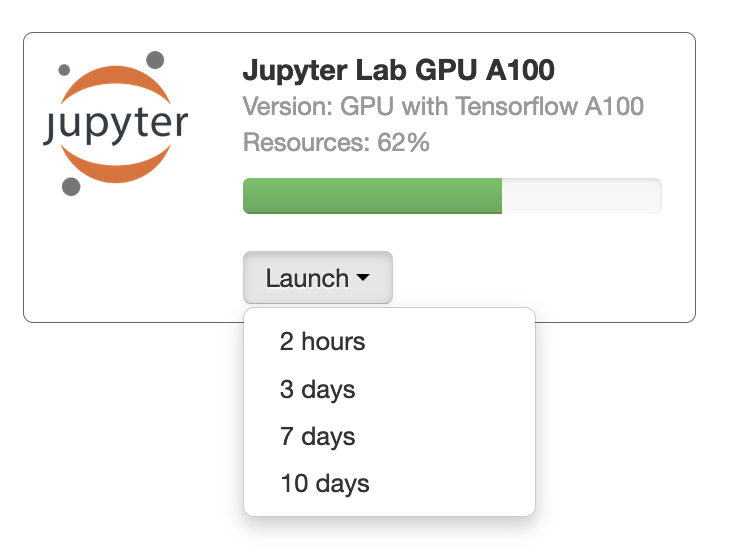 jupyter
Jupyter Lab GPU A100
Version: GPU with Tensorflow A100
Resources: 62%
Launch
2 hours
3 days
7 days
10 days